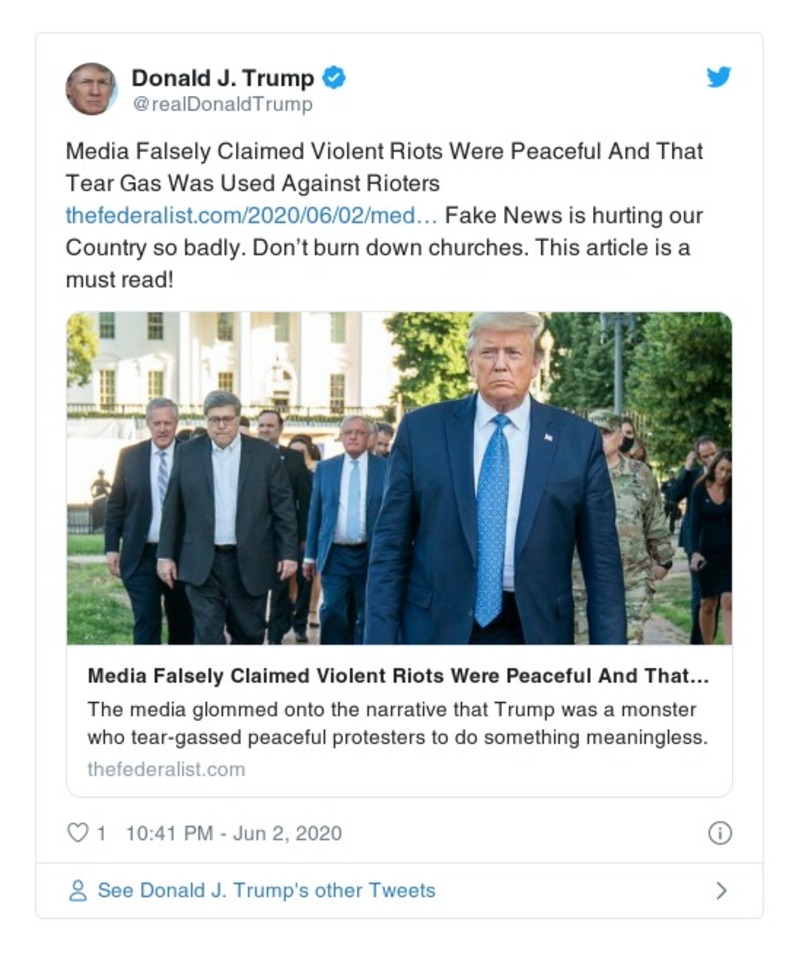 Donald J. Trump
@realDonaldTrump
Media Falsely Claimed Violent Riots Were Peaceful And That
Tear Gas Was Used Against Rioters
thefederalist.com/2020/06/02/med… Fake News is hurting our
Country so badly. Don’t burn down churches. This article is a
must read!
Media Falsely Claimed Violent Riots Were Peaceful And That...
The media glommed onto the narrative that Trump was a monster
who tear-gassed peaceful protesters to do something meaningless.
thefederalist.com
1 10:41 PM - Jun 2, 2020
See Donald J. Trump's other Tweets